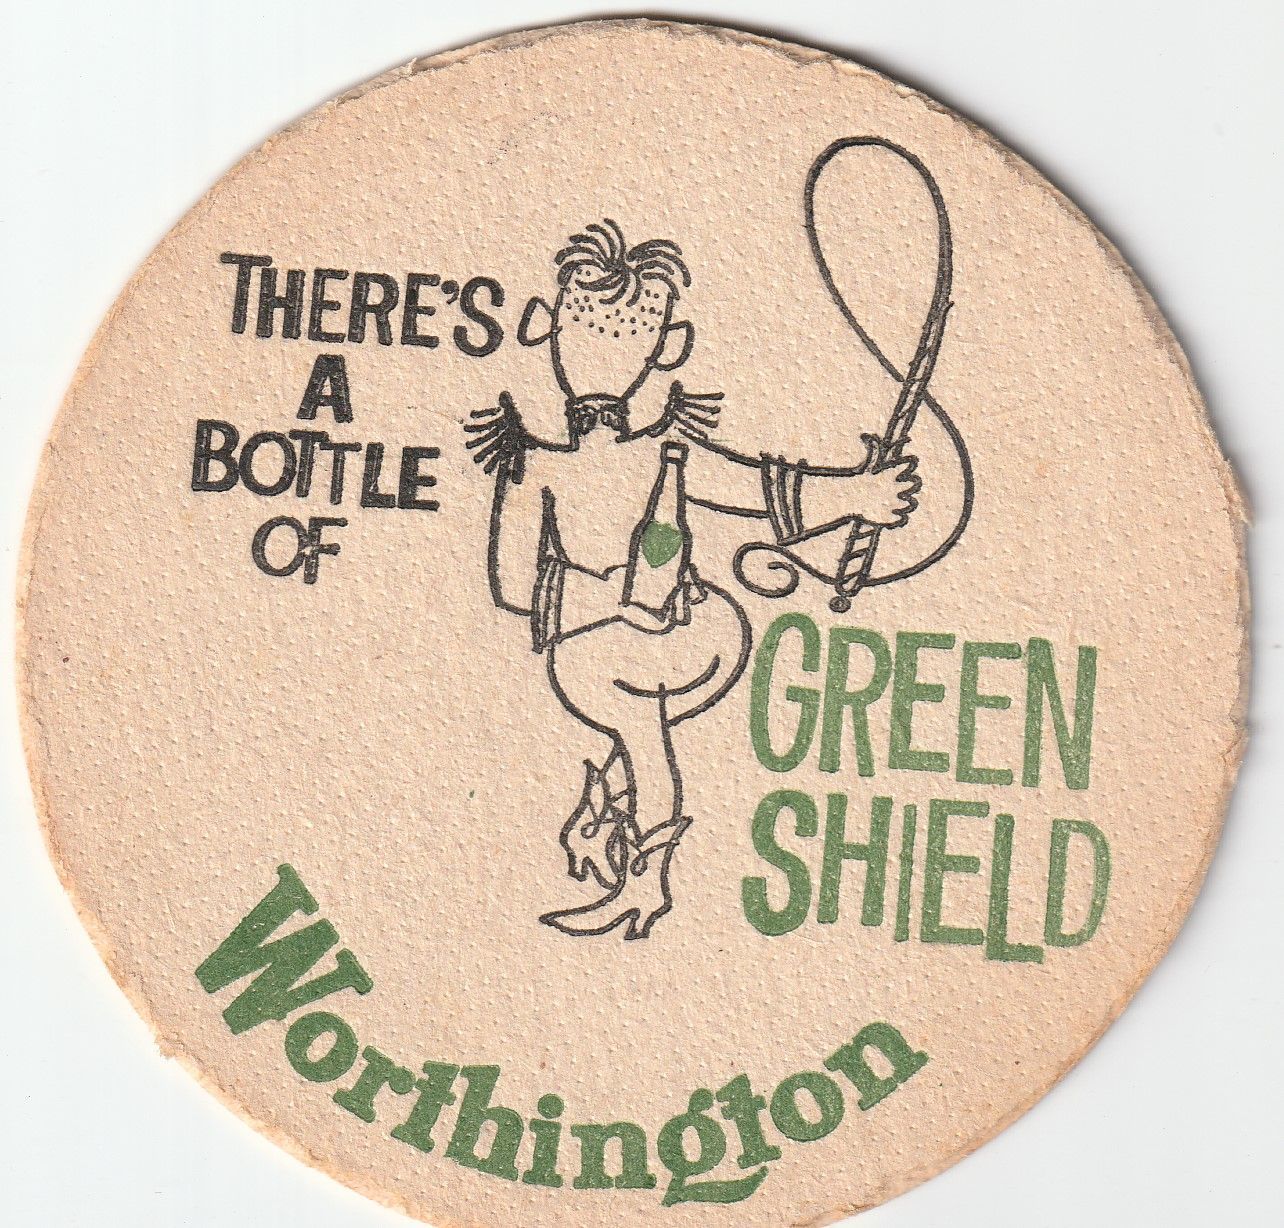 THERE'S
A
BOTTLE
OF
GREEN
SHIELD
Worthington